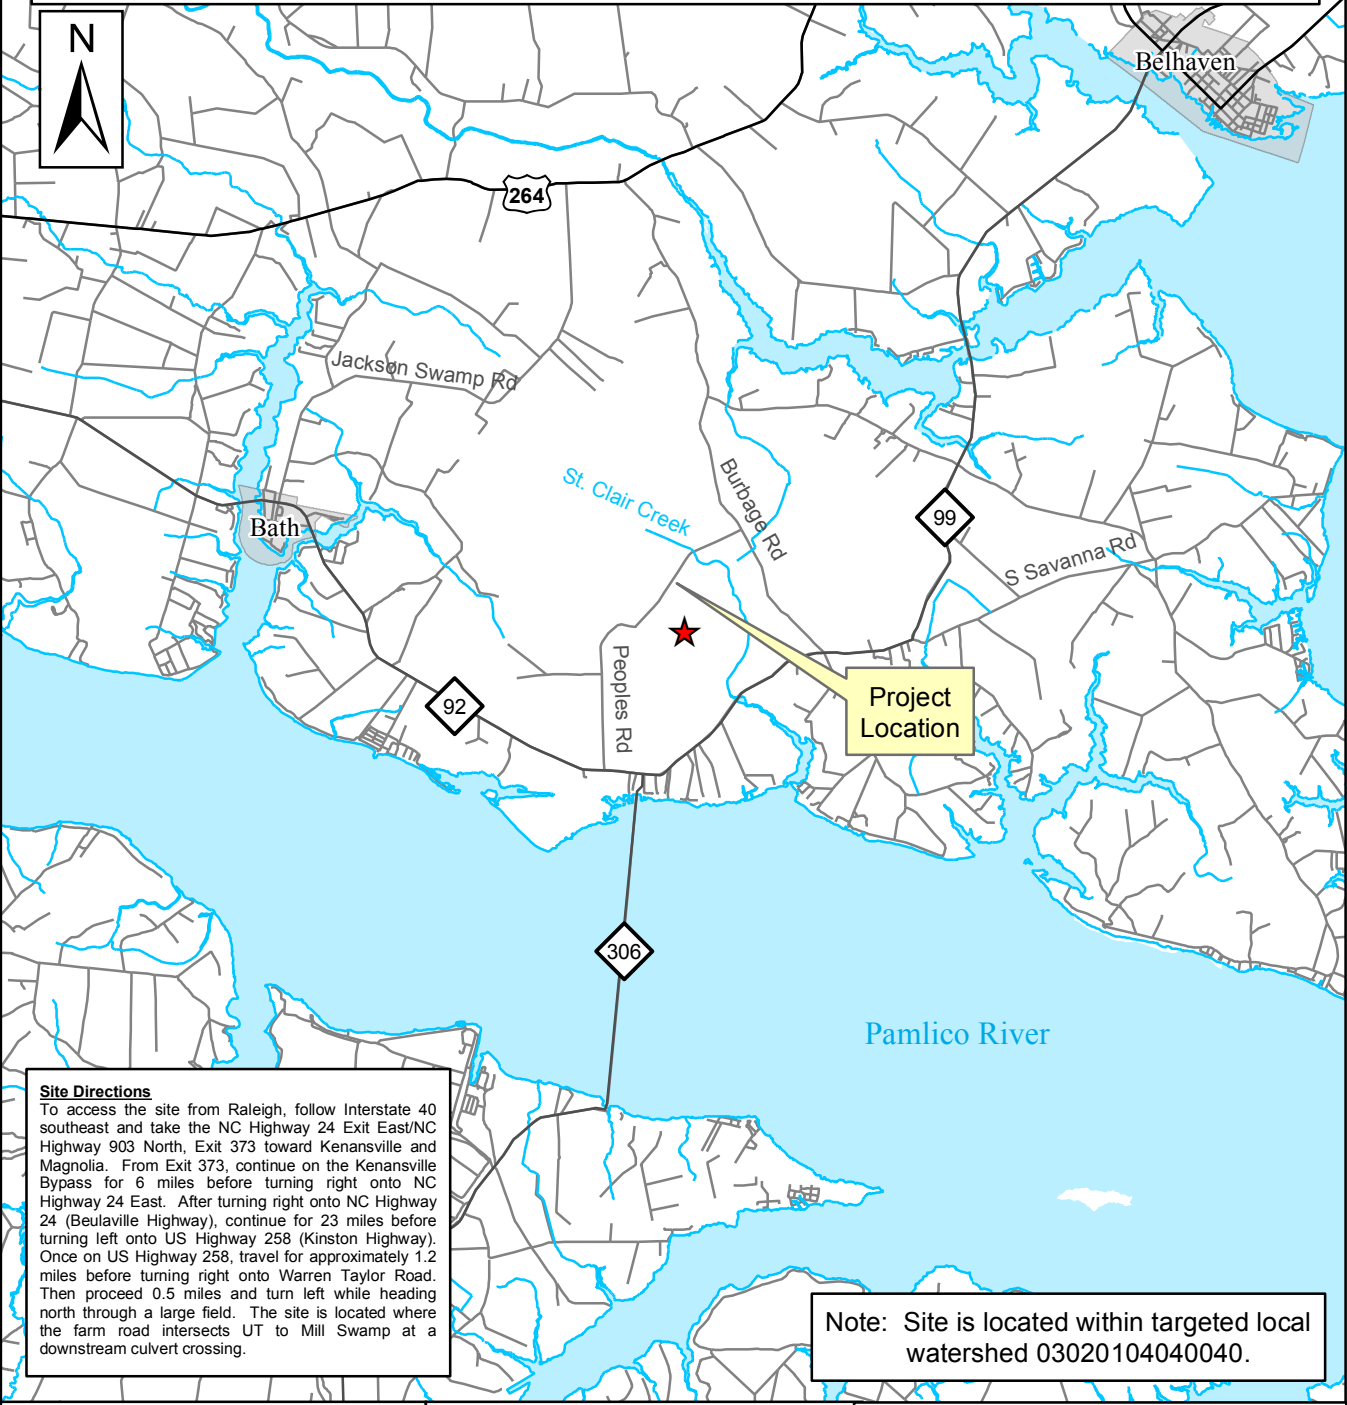 N
Belhaven
264
Jackson Swamp Rd
St. Clair Creek
Burbage Rd
99
Bath
S Savanna Rd
Peoples Rd
92
Project
Location
306
Pamlico River
Site Directions
To access the site from Raleigh, follow Interstate 40
southeast and take the NC Highway 24 Exit East/NC
Highway 903 North, Exit 373 toward Kenansville and
Magnolia. From Exit 373, continue on the Kenansville
Bypass for 6 miles before turning right onto NC
Highway 24 East. After turning right onto NC Highway
24 (Beulaville Highway), continue for 23 miles before
turning left onto US Highway 258 (Kinston Highway).
Once on US Highway 258, travel for approximately 1.2
miles before turning right onto Warren Taylor Road.
Then proceed 0.5 miles and turn left while heading
north through a large field. The site is located where
the farm road intersects UT to Mill Swamp at a
downstream culvert crossing.
Note: Site is located within targeted local
watershed 03020104040040.